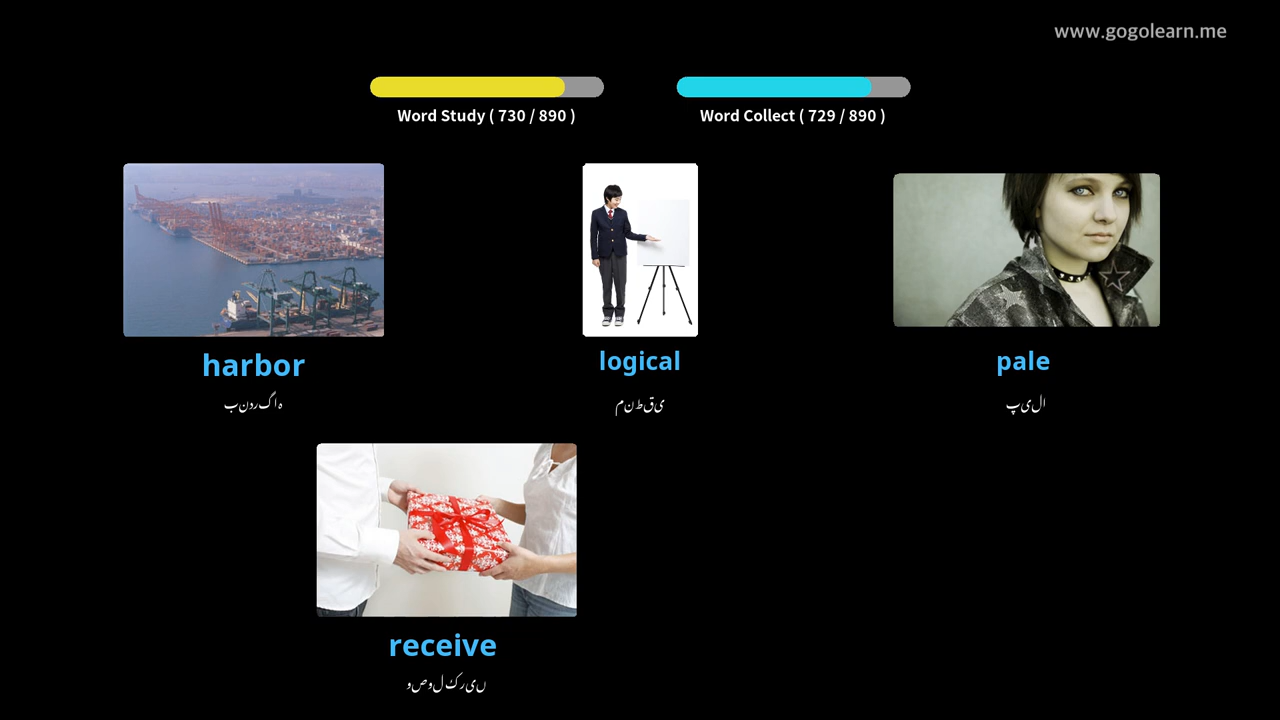 www.gogolearn.me
Word Study ( 730 / 890 )
Word Collect ( 729 / 890 )
harbor
logical
pale
بندرگاہ
منطقی
پیلا
receive
وصول کریں